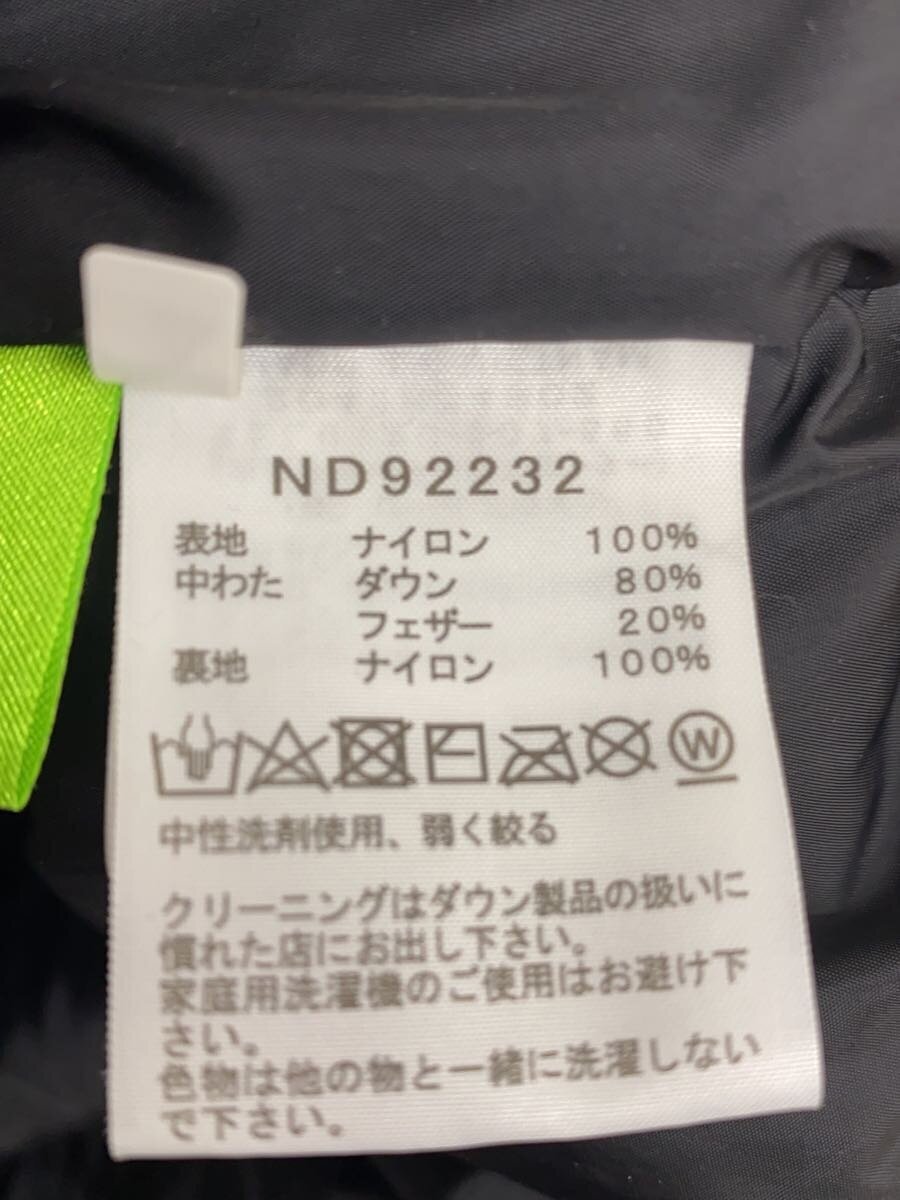 ND92232
表地 ナイロン 100%
中わた ダウン 80%
フェザー 20%
裏地 ナイロン 100%
W
中性洗剤使用、弱く絞る
クリーニングはダウン製品の扱いに
慣れた店にお出し下さい。
家庭用洗濯機のご使用はお避け下
さい。
色物は他の物と一緒に洗濯しない
で下さい。